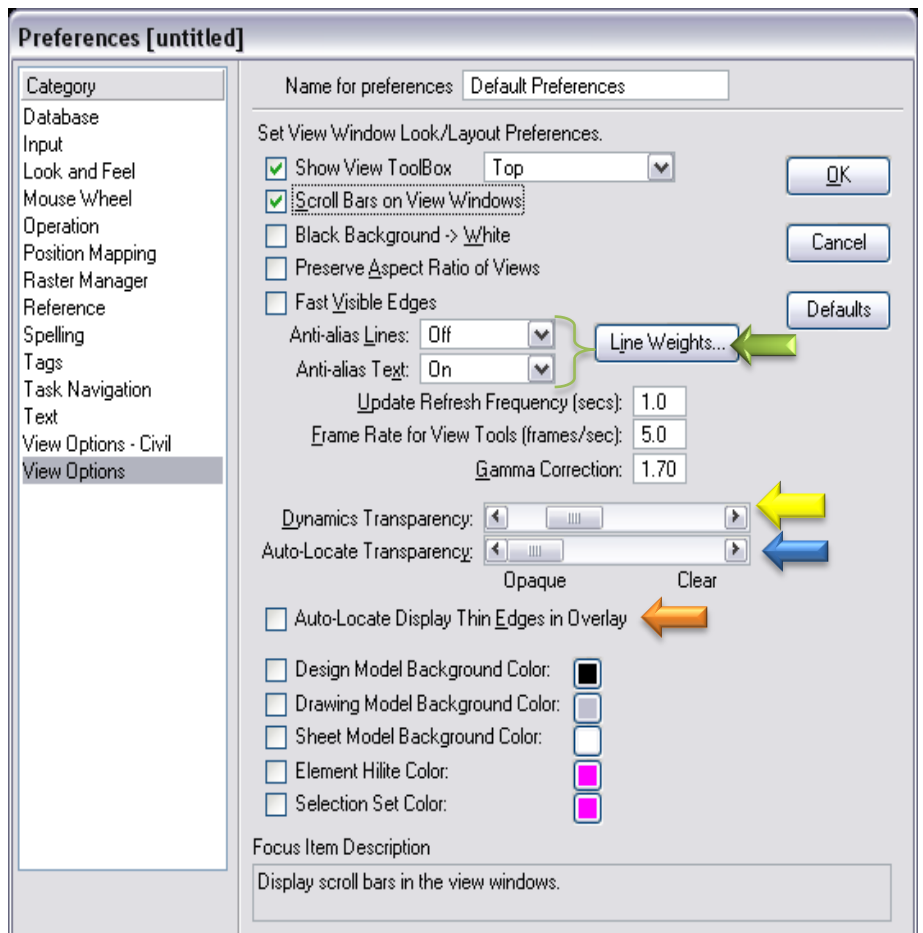 Preferences [untitled]
Category
Database
Input
Look and Feel
Mouse Wheel
Operation
Position Mapping
Raster Manager
Reference
Spelling
Tags
Task Navigation
Text
View Options - Civil
View Options
Name for preferences Default Preferences
Set View Window Look/Layout Preferences.
Show View ToolBox Top
Scroll Bars on View Windows
Black Background -> White
Preserve Aspect Ratio of Views
Fast Visible Edges
Anti-alias Lines: Off
Anti-alias Text: On
Line Weights...
Update Refresh Frequency (secs): 1.0
Frame Rate for View Tools (frames/sec): 5.0
Gamma Correction: 1.70
Dynamics Transparency:
Auto-Locate Transparency:
Opaque Clear
Auto-Locate Display Thin Edges in Overlay
Design Model Background Color:
Drawing Model Background Color:
Sheet Model Background Color:
Element Hilite Color:
Selection Set Color:
Focus Item Description
Display scroll bars in the view windows.
OK
Cancel
Defaults